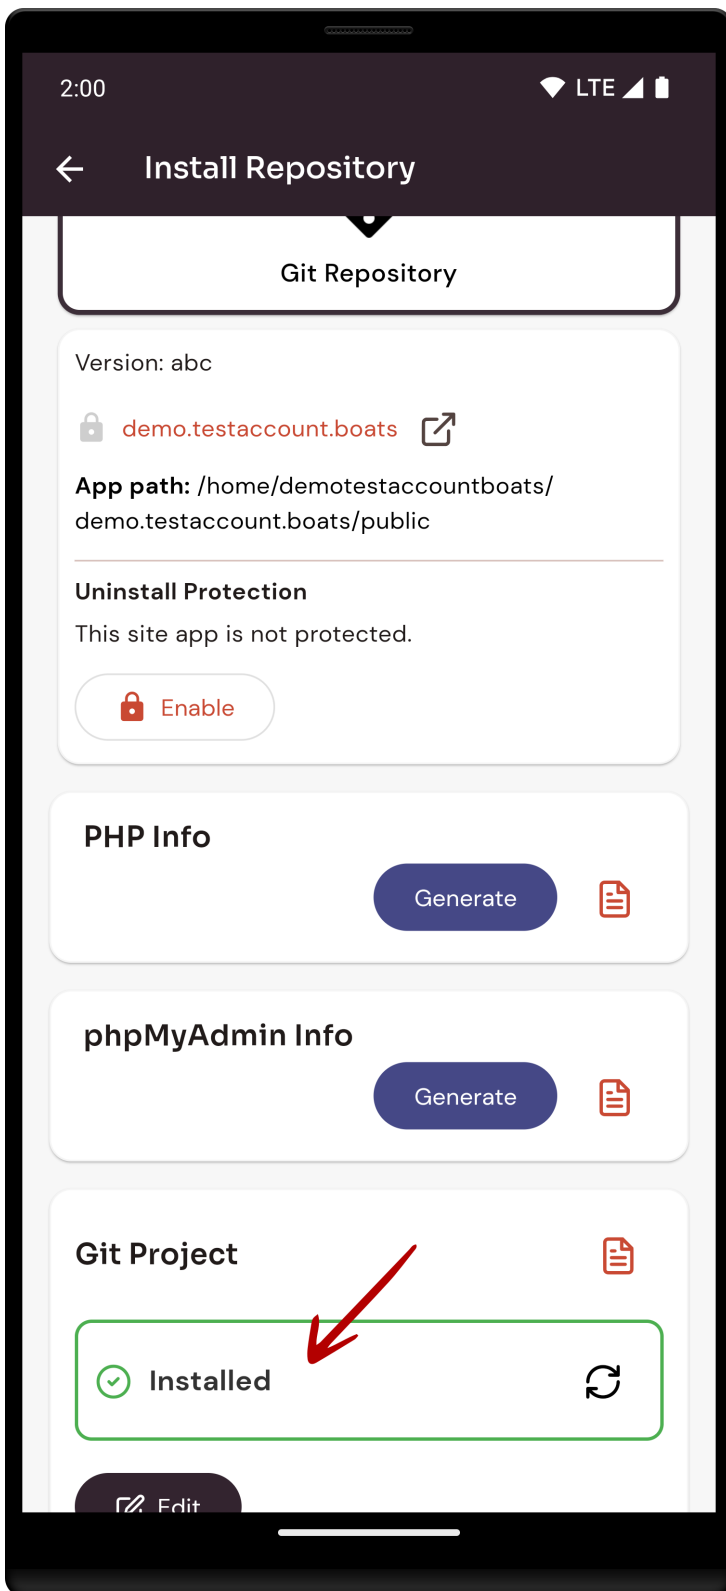 2:00
LTE
Install Repository
Git Repository
Version: abc
demo.testaccount.boats
App path: /home/demotestaccountboats/
demo.testaccount.boats/public
Uninstall Protection
This site app is not protected.
Enable
PHP Info
Generate
phpMyAdmin Info
Generate
Git Project
Installed
Edit